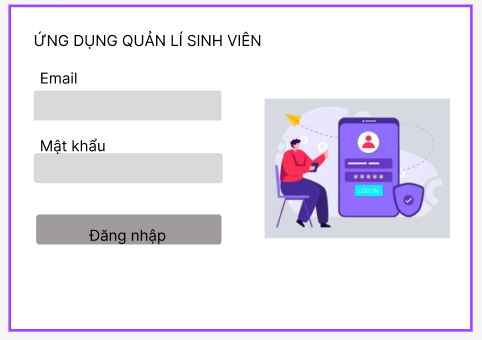 ỨNG DỤNG QUẢN LÍ SINH VIÊN
Email
Mật khẩu
Đăng nhập
LOG IN